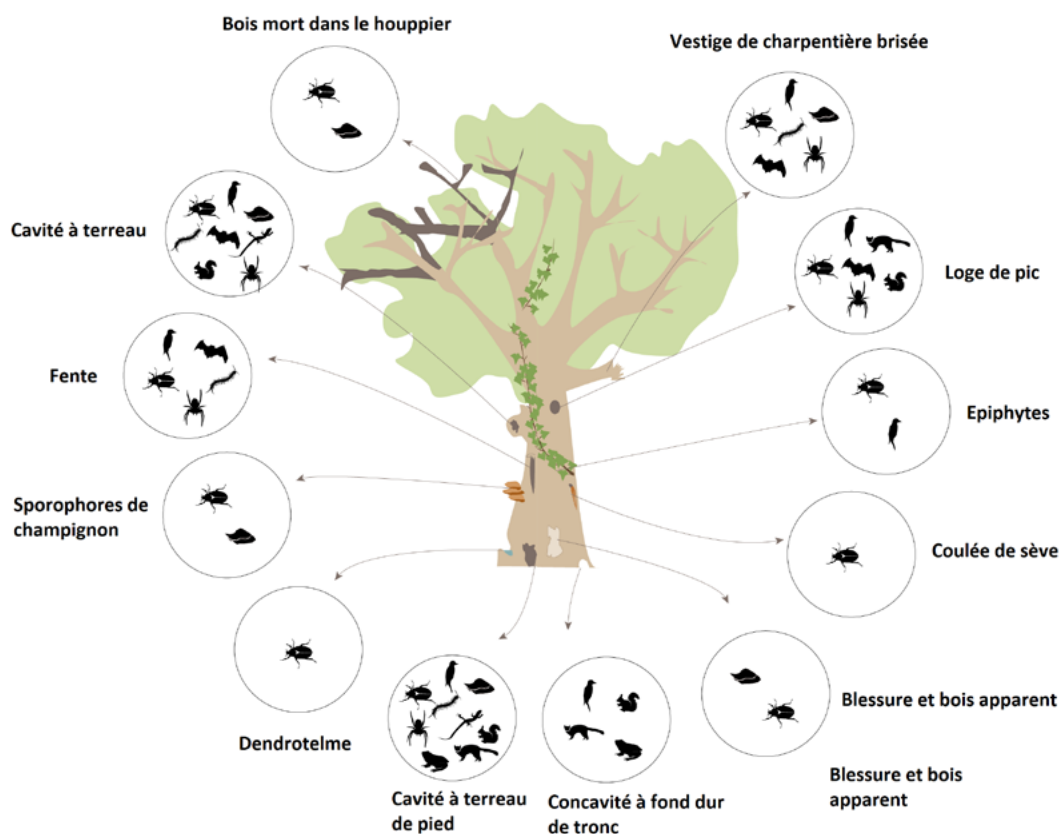 Bois mort dans le houppier
Vestige de charpentière brisée
Cavité à terreau
Loge de pic
Fente
Epiphytes
Sporophores de
champignon
Coulée de sève
Dendrotelme
Blessure et bois apparent
Cavité à terreau
de pied
Concavité à fond dur
de tronc
Blessure et bois
apparent